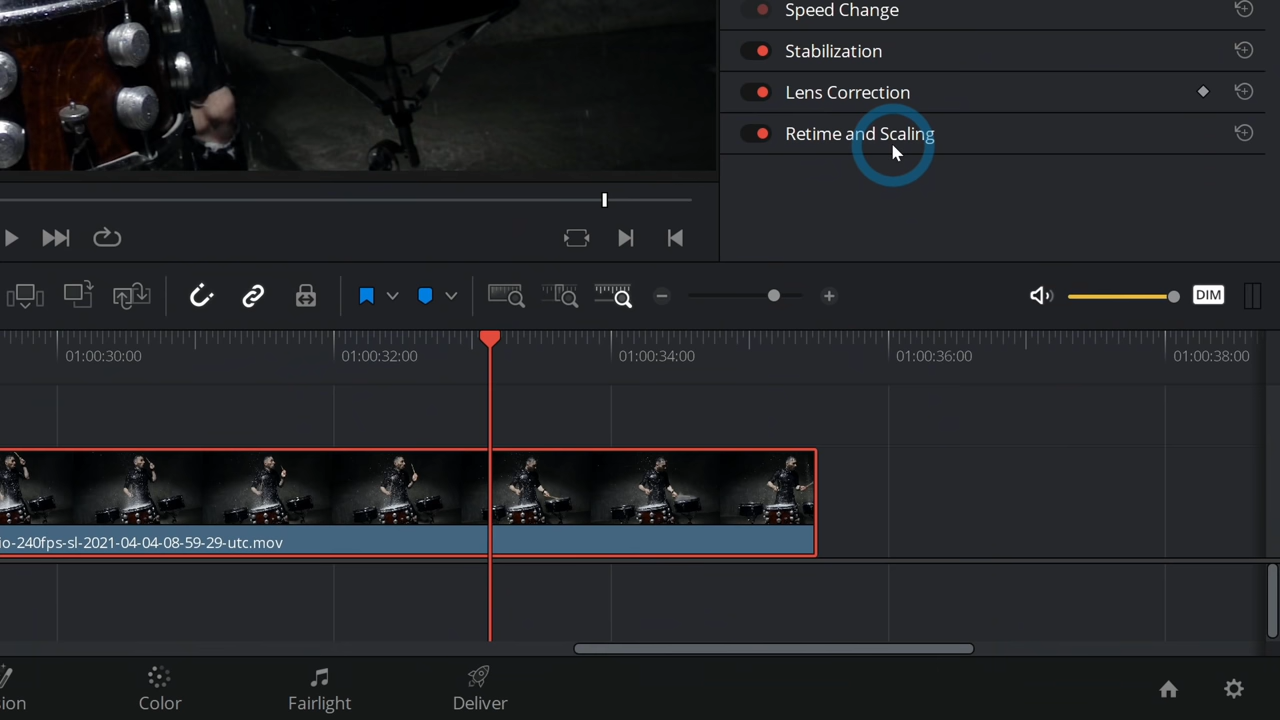 Speed Change
Stabilization
Lens Correction
Retime and Scaling
DIM
01:00:30:00
01:00:32:00
01:00:34:00
01:00:36:00
01:00:38:00
io-240fps-sl-2021-04-04-08-59-29-utc.mov
sion
Color
Fairlight
Deliver